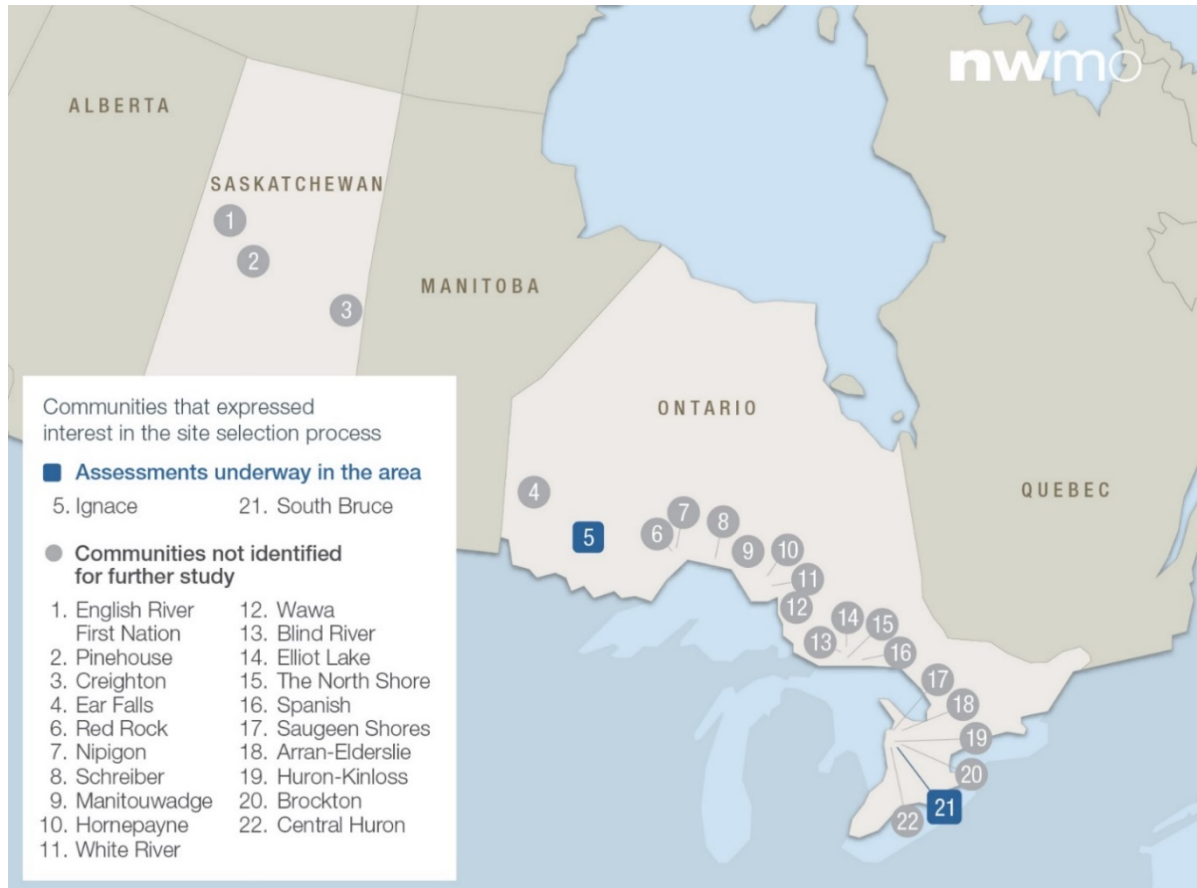 nwmo
ALBERTA
SASKATCHEWAN
1
2
3
MANITOBA
ONTARIO
QUEBEC
4
5
6
7
8
9
10
11
12
13
14
15
16
17
18
19
20
21
22
Communities that expressed
interest in the site selection process
Assessments underway in the area
5. Ignace
21. South Bruce
Communities not identified
for further study
1. English River
First Nation
2. Pinehouse
3. Creighton
4. Ear Falls
6. Red Rock
7. Nipigon
8. Schreiber
9. Manitouwadge
10. Hornepayne
11. White River
12. Wawa
13. Blind River
14. Elliot Lake
15. The North Shore
16. Spanish
17. Saugeen Shores
18. Arran-Elderslie
19. Huron-Kinloss
20. Brockton
22. Central Huron